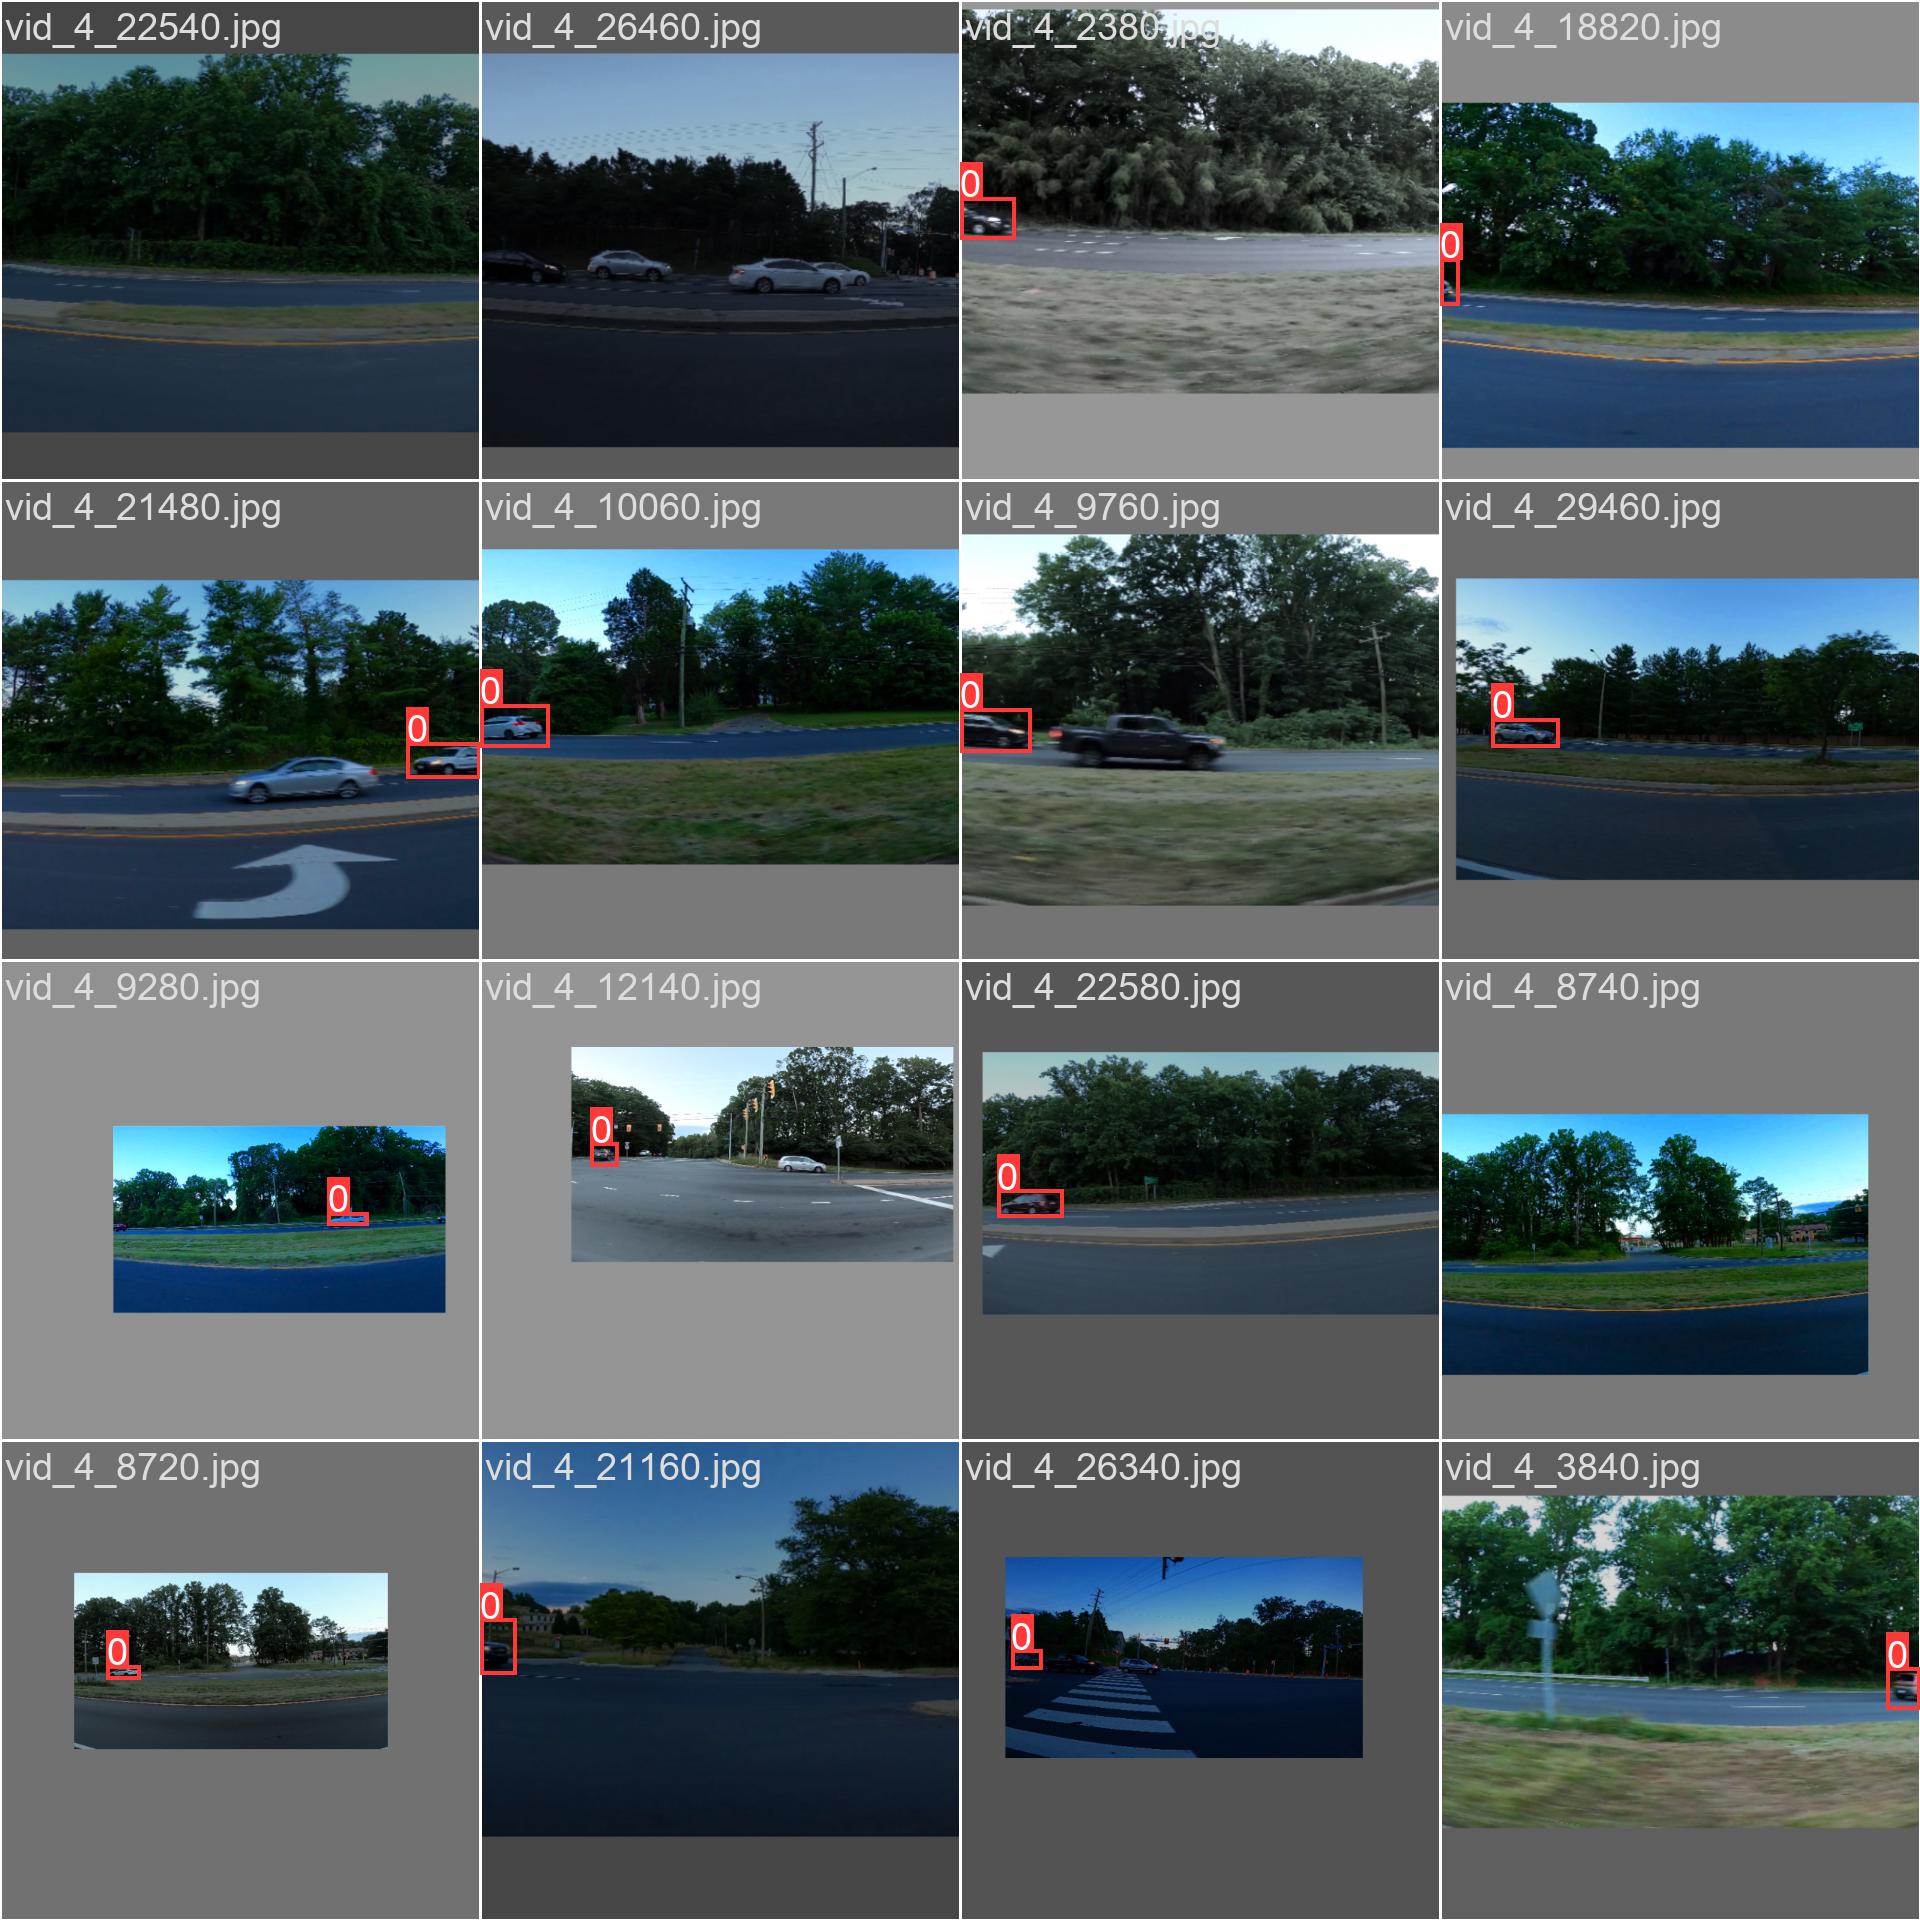 vid_4_22540.jpg
vid_4_26460.jpg
vid_4_2380.jpg
vid_4_18820.jpg
0
0
vid_4_21480.jpg
vid_4_10060.jpg
vid_4_9760.jpg
vid_4_29460.jpg
0
0
0
0
vid_4_9280.jpg
vid_4_12140.jpg
vid_4_22580.jpg
vid_4_8740.jpg
0
0
0
vid_4_8720.jpg
vid_4_21160.jpg
vid_4_26340.jpg
vid_4_3840.jpg
0
0
0
0